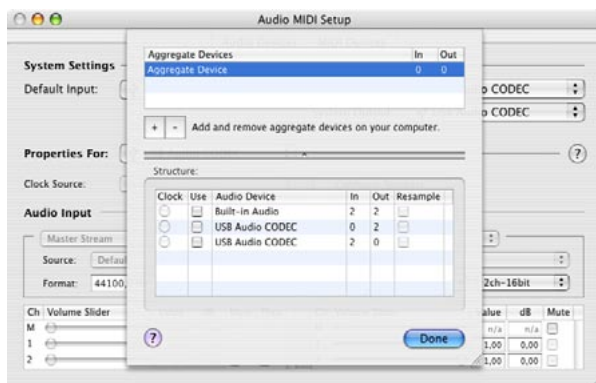 Audio MIDI Setup
Aggregate Devices In Out
Aggregate Device 0 0
System Settings
Default Input:
CODEC
CODEC
+ - Add and remove aggregate devices on your computer.
Properties For:
?
Structure:
Clock Source:
Clock Use Audio Device In Out Resample
Built-in Audio 2 2
USB Audio CODEC 0 2
USB Audio CODEC 2 0
Audio Input
Master Stream
Source: Defau
Format: 44100,
2ch-16bit
Ch Volume Slider
alue dB Mute
M n/a n/a
1 1,00 0,00
2 1,00 0,00
? Done